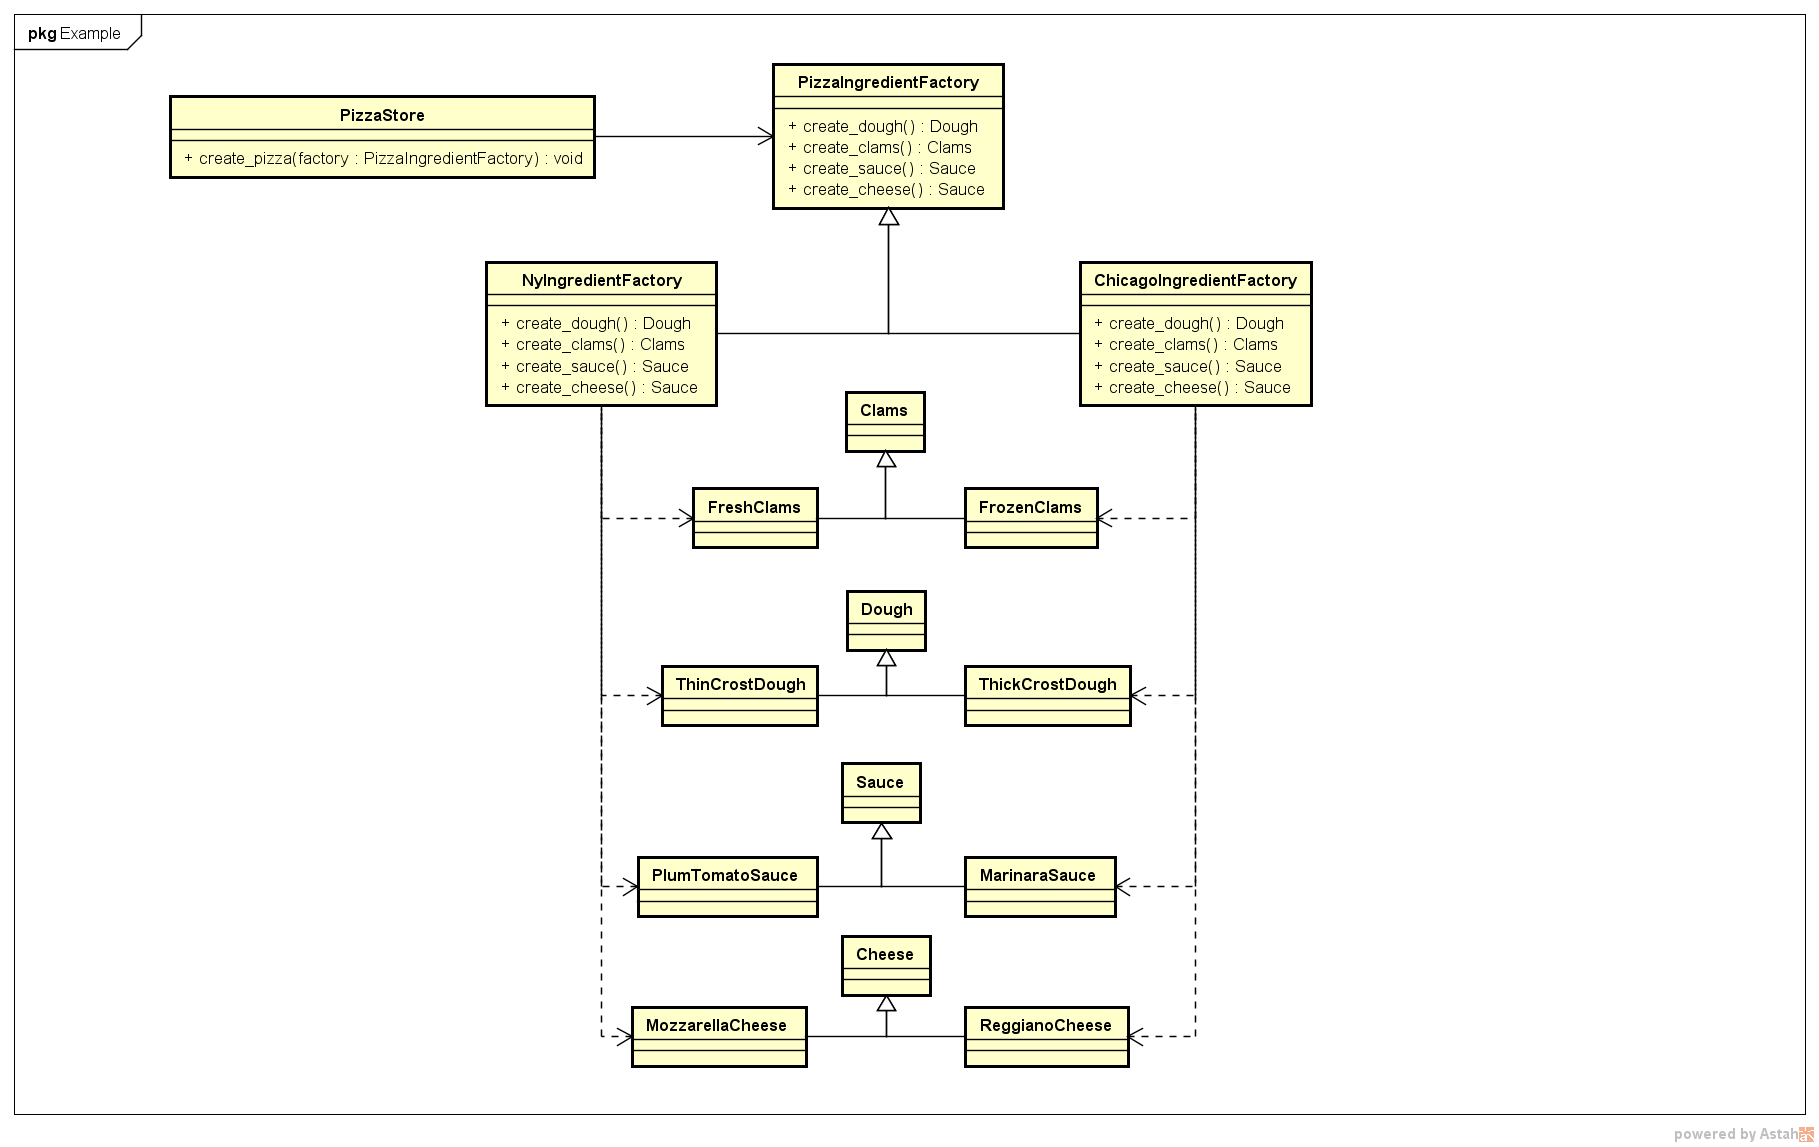 pkg Example
PizzaStore
+ create_pizza(factory : PizzaIngredientFactory) : void
PizzaIngredientFactory
+ create_dough() : Dough
+ create_clams() : Clams
+ create_sauce() : Sauce
+ create_cheese() : Sauce
NyIngredientFactory
+ create_dough() : Dough
+ create_clams() : Clams
+ create_sauce() : Sauce
+ create_cheese() : Sauce
ChicagoIngredientFactory
+ create_dough() : Dough
+ create_clams() : Clams
+ create_sauce() : Sauce
+ create_cheese() : Sauce
Clams
FreshClams
FrozenClams
Dough
ThinCrostDough
ThickCrostDough
Sauce
PlumTomatoSauce
MarinaraSauce
Cheese
MozzarellaCheese
ReggianoCheese
powered by Astah